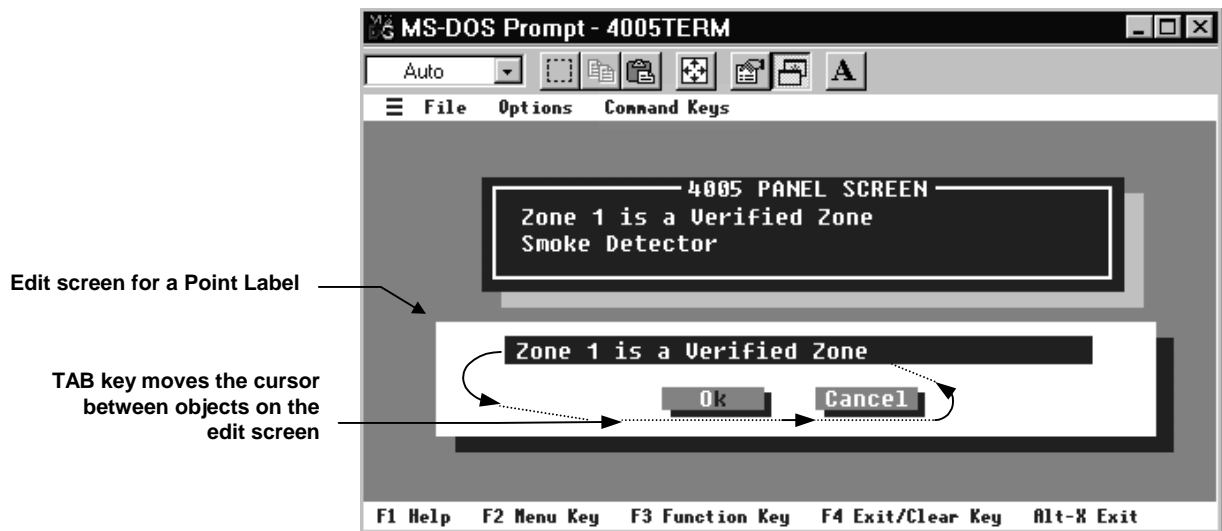 MS-DOS Prompt - 4005TERM
Auto
A
File Options Command Keys
4005 PANEL SCREEN
Zone 1 is a Verified Zone
Smoke Detector
Edit screen for a Point Label
Zone 1 is a Verified Zone
TAB key moves the cursor
between objects on the
edit screen
Ok Cancel
F1 Help F2 Menu Key F3 Function Key F4 Exit/Clear Key Alt-X Exit